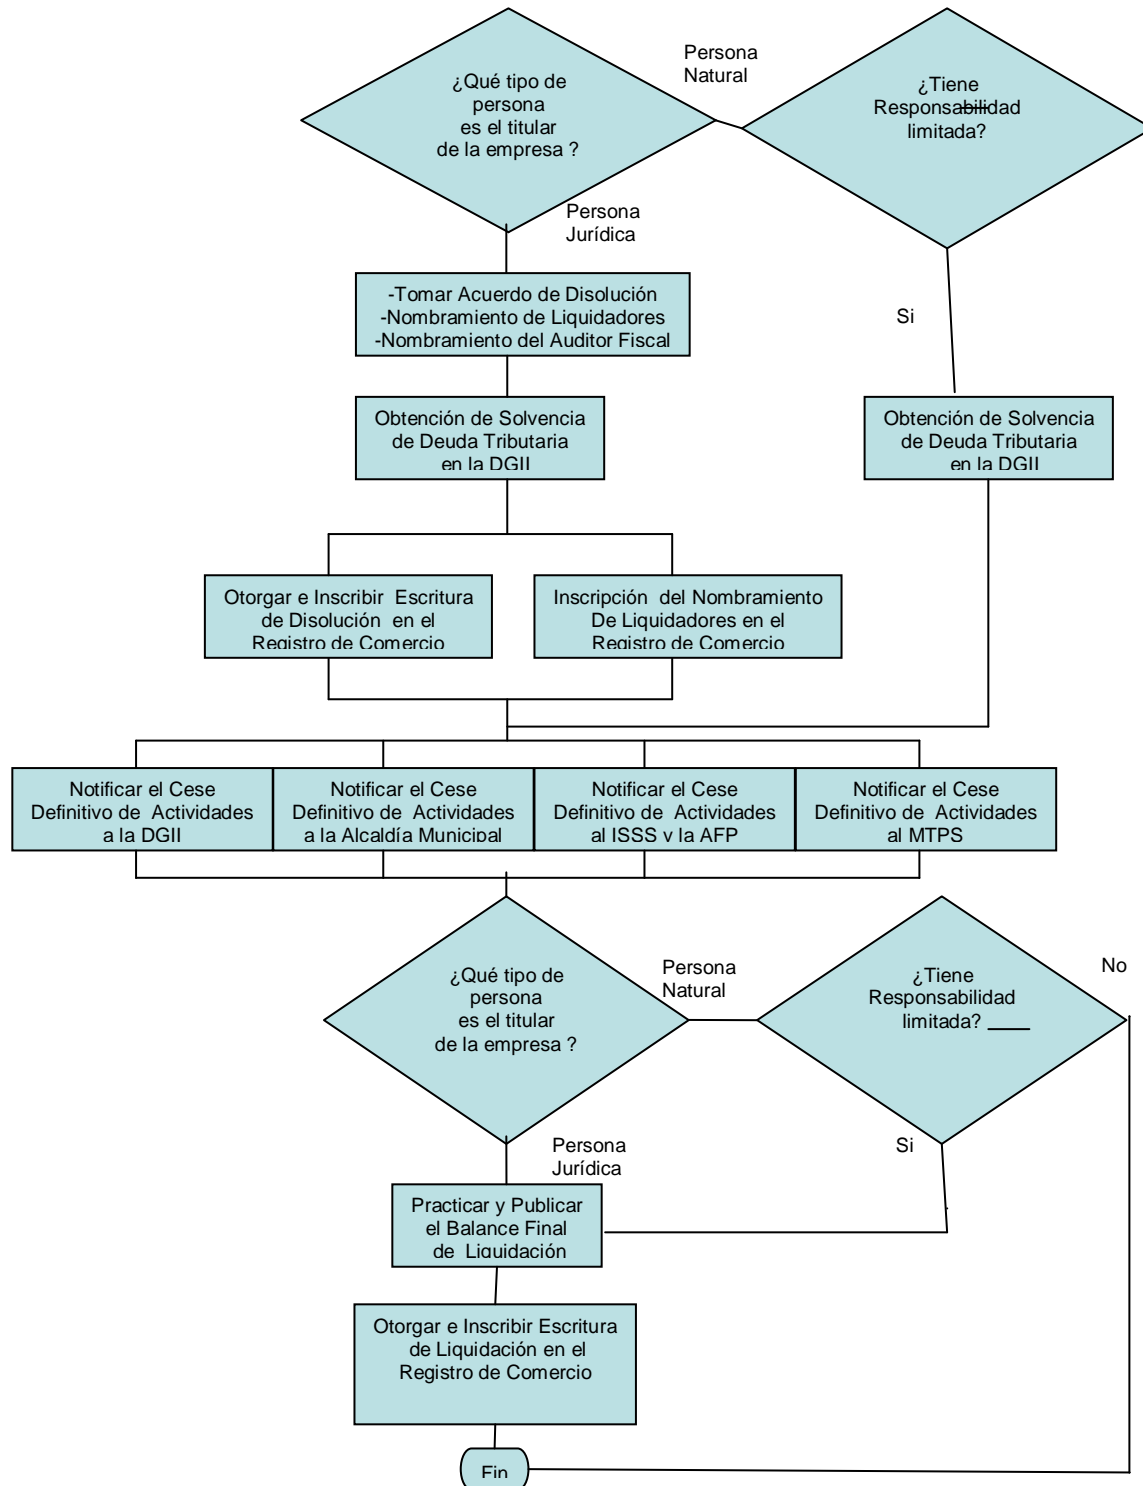 ¿Qué tipo de
persona
es el titular
de la empresa ?
Persona
Natural
¿Tiene
Responsabilidad
limitada?
Persona
Jurídica
Si
-Tomar Acuerdo de Disolución
-Nombramiento de Liquidadores
-Nombramiento del Auditor Fiscal
Obtención de Solvencia
de Deuda Tributaria
en la DGII
Obtención de Solvencia
de Deuda Tributaria
en la DGII
Otorgar e Inscribir Escritura
de Disolución en el
Registro de Comercio
Inscripción del Nombramiento
De Liquidadores en el
Registro de Comercio
Notificar el Cese
Definitivo de Actividades
a la DGII
Notificar el Cese
Definitivo de Actividades
a la Alcaldía Municipal
Notificar el Cese
Definitivo de Actividades
al ISSS y la AFP
Notificar el Cese
Definitivo de Actividades
al MTPS
¿Qué tipo de
persona
es el titular
de la empresa ?
Persona
Natural
¿Tiene
Responsabilidad
limitada?
No
Persona
Jurídica
Si
Practicar y Publicar
el Balance Final
de Liquidación
Otorgar e Inscribir Escritura
de Liquidación en el
Registro de Comercio
Fin